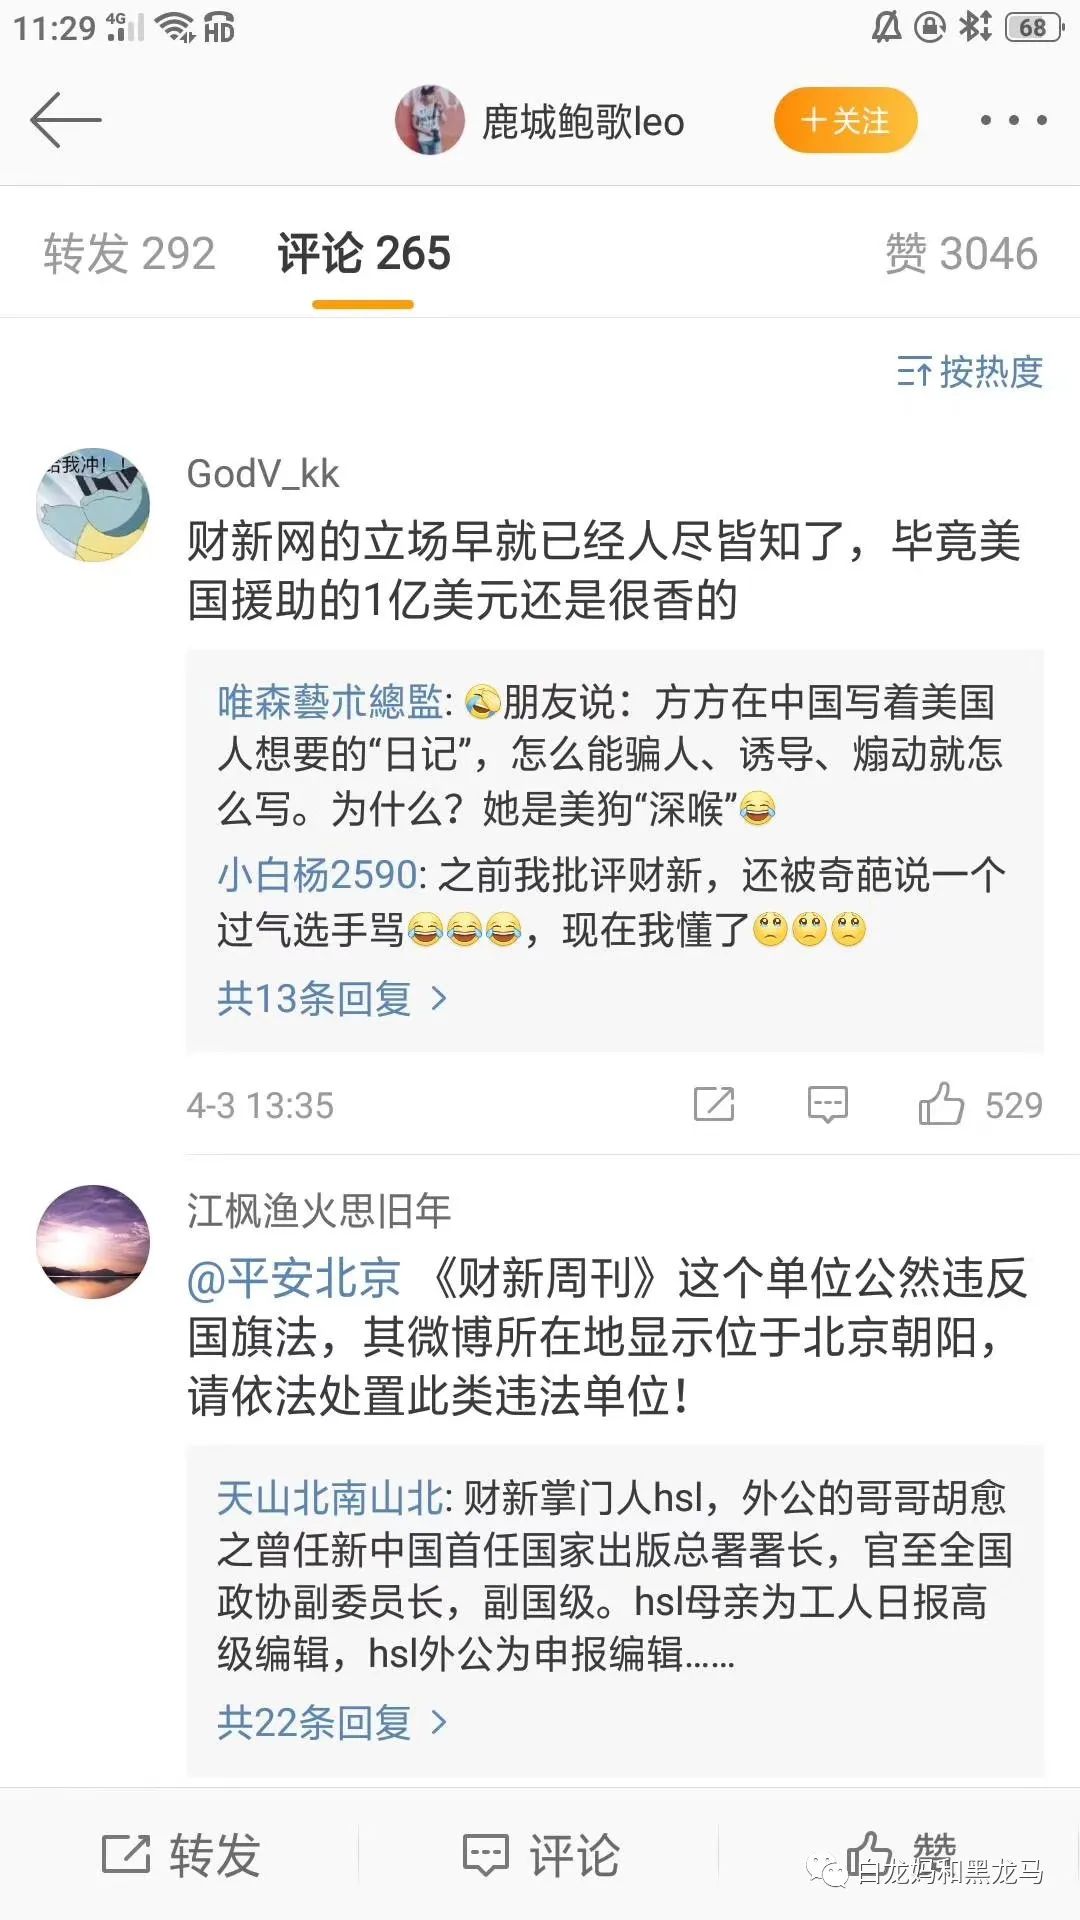 11:29 4G HD 68
鹿城鲍歌leo
+关注
转发 292 评论 265 赞 3046
按热度
给我冲！！
GodV_kk
财新网的立场早就已经人尽皆知了，毕竟美
国援助的1亿美元还是很香的
唯森藝朮總監: 🤣朋友说：方方在中国写着美国
人想要的“日记”，怎么能骗人、诱导、煽动就怎
么写。为什么？她是美狗“深喉”😂
小白杨2590: 之前我批评财新，还被奇葩说一个
过气选手骂😂😂😂，现在我懂了🥺🥺🥺
共13条回复 >
4-3 13:35 529
江枫渔火思旧年
@平安北京 《财新周刊》这个单位公然违反
国旗法，其微博所在地显示位于北京朝阳，
请依法处置此类违法单位！
天山北南山北: 财新掌门人hsl，外公的哥哥胡愈
之曾任新中国首任国家出版总署署长，官至全国
政协副委员长，副国级。hsl母亲为工人日报高
级编辑，hsl外公为申报编辑……
共22条回复 >
转发 评论 赞
白龙妈和黑龙马